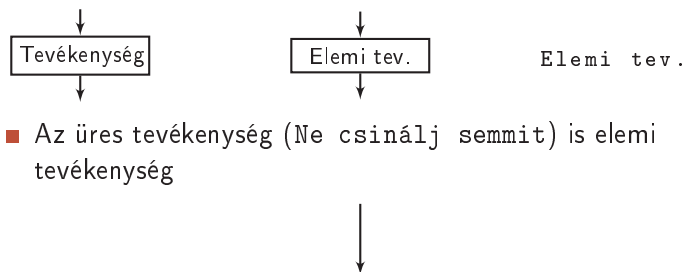 Tevékenység
Elemi tev.
Elemi tev.
Az üres tevékenység (Ne csinálj semmit) is elemi
tevékenység